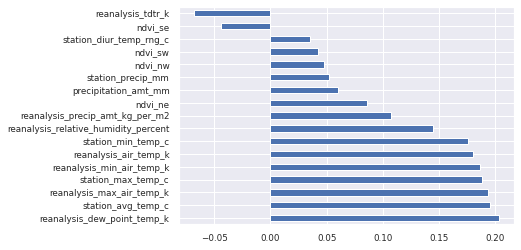 reanalysis_tdtr_k
ndvi_se
station_diur_temp_rng_c
ndvi_sw
ndvi_nw
station_precip_mm
precipitation_amt_mm
ndvi_ne
reanalysis_precip_amt_kg_per_m2
reanalysis_relative_humidity_percent
station_min_temp_c
reanalysis_air_temp_k
reanalysis_min_air_temp_k
station_max_temp_c
reanalysis_max_air_temp_k
station_avg_temp_c
reanalysis_dew_point_temp_k
−0.05 0.00 0.05 0.10 0.15 0.20